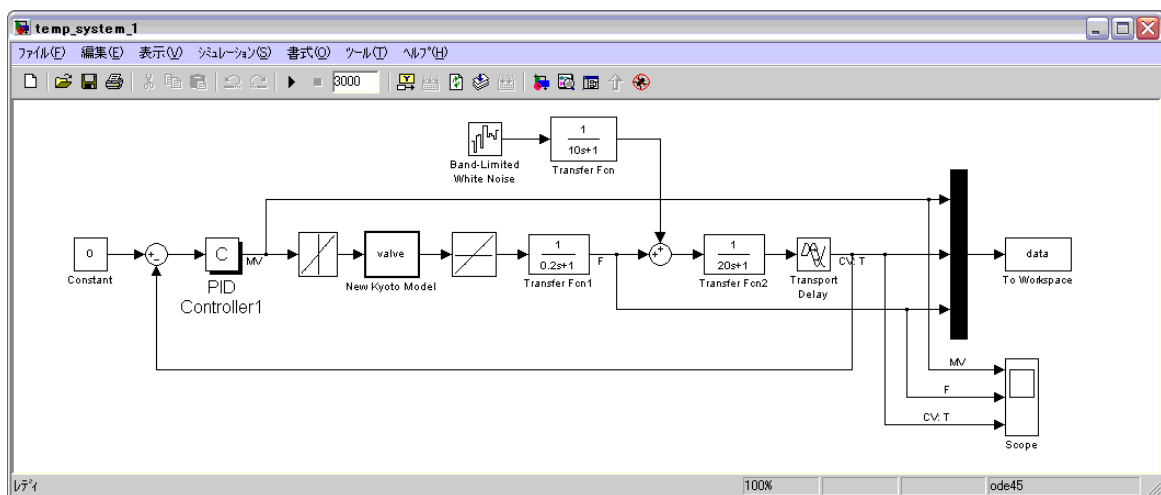 temp_system_1
ファイル(F) 編集(E) 表示(V) シミュレーション(S) 書式(O) ツール(T) ヘルプ(H)
3000
Band-Limited
White Noise
1
10s+1
Transfer Fcn
0
Constant
C
MV
PID
Controller1
valve
New Kyoto Model
1
0.2s+1
Transfer Fcn1
F
1
20s+1
Transfer Fcn2
Transport
Delay
CV: T
data
To Workspace
MV
F
CV: T
Scope
レディ
100%
ode45